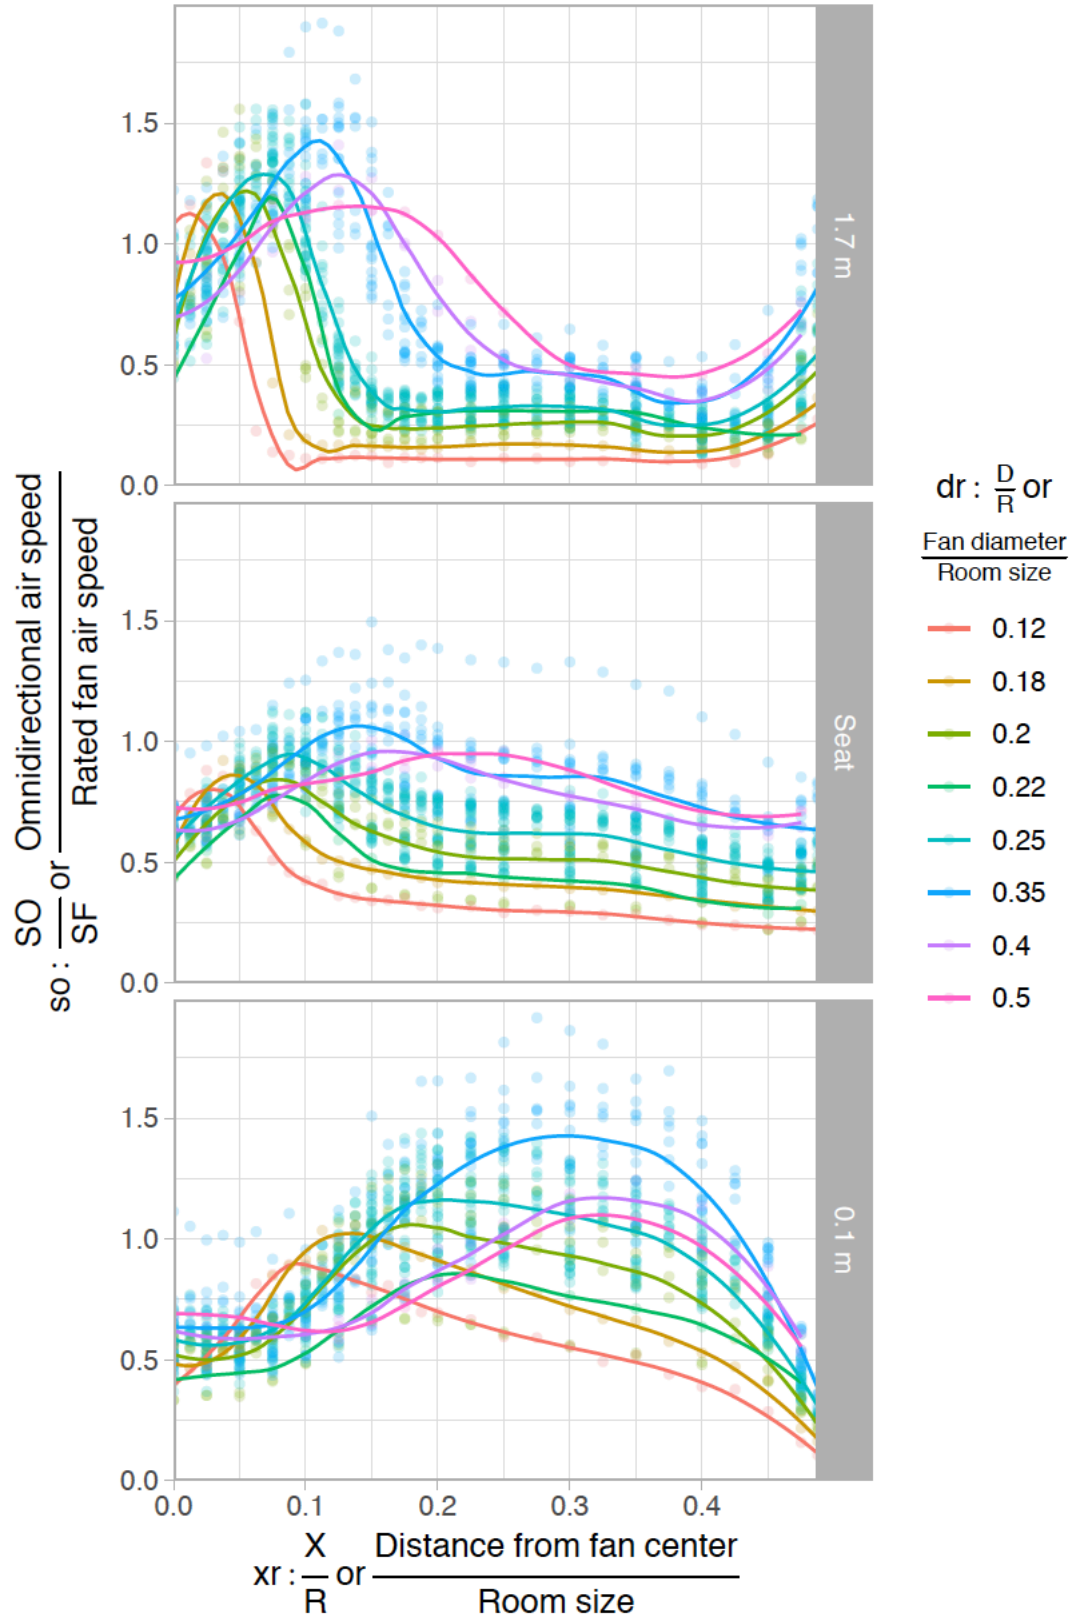 1.5
1.0
0.5
0.0
1.7 m
1.5
1.0
0.5
0.0
Seat
1.5
1.0
0.5
0.0
0.1 m
0.0 0.1 0.2 0.3 0.4
so : SO/SF or Omnidirectional air speed/Rated fan air speed
xr : X/R or Distance from fan center/Room size
dr : D/R or
Fan diameter
Room size
0.12
0.18
0.2
0.22
0.25
0.35
0.4
0.5